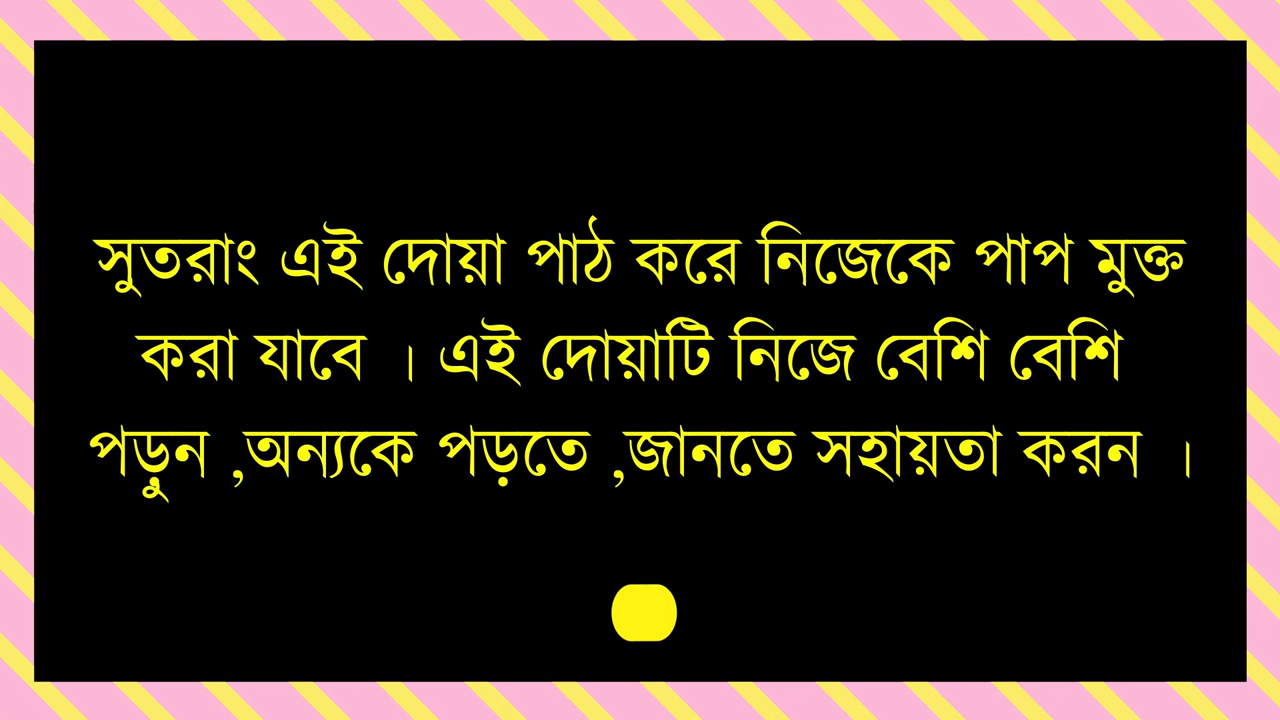 সুতরাং এই দোয়া পাঠ করে নিজেকে পাপ মুক্ত
করা যাবে । এই দোয়াটি নিজে বেশি বেশি
পড়ুন ,অন্যকে পড়তে ,জানতে সহায়তা করন ।